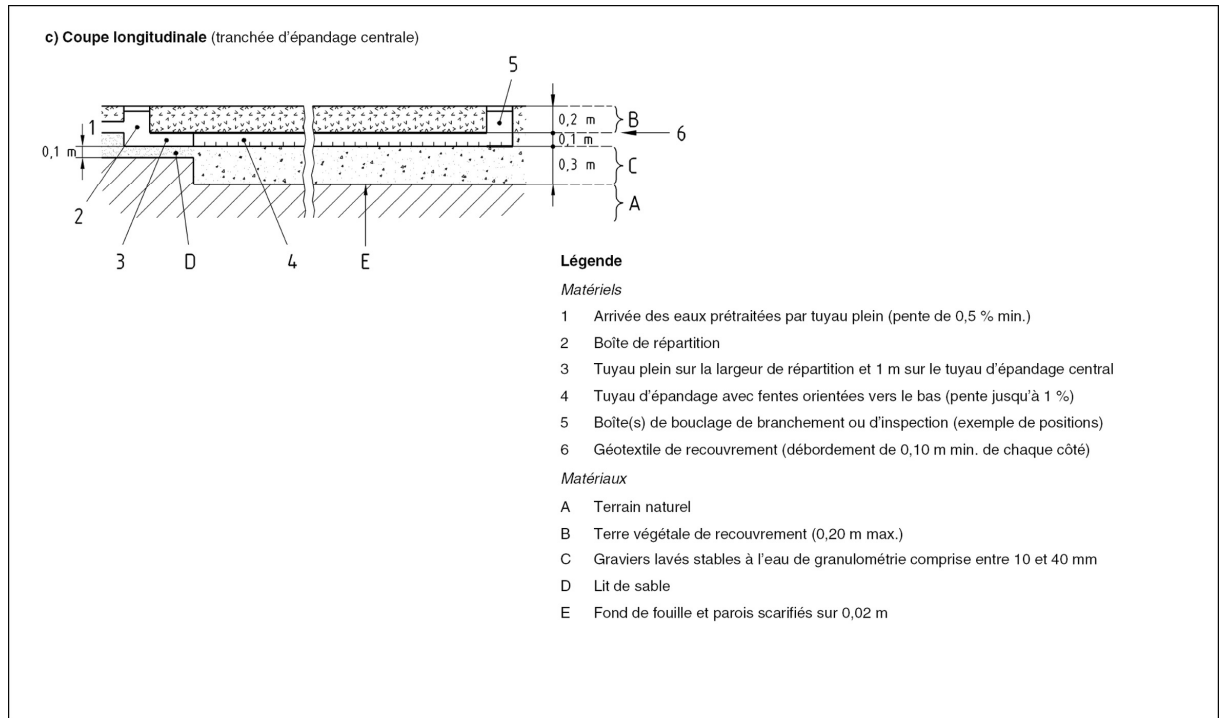 c) Coupe longitudinale (tranchée d'épandage centrale)
5
0,2 m
B
1
0,1 m
6
0,1 m
0,3 m
C
A
2
3
D
4
E
Légende
Matériels
1 Arrivée des eaux prétraitées par tuyau plein (pente de 0,5 % min.)
2 Boîte de répartition
3 Tuyau plein sur la largeur de répartition et 1 m sur le tuyau d'épandage central
4 Tuyau d'épandage avec fentes orientées vers le bas (pente jusqu'à 1 %)
5 Boîte(s) de bouclage de branchement ou d'inspection (exemple de positions)
6 Géotextile de recouvrement (débordement de 0,10 m min. de chaque côté)
Matériaux
A Terrain naturel
B Terre végétale de recouvrement (0,20 m max.)
C Graviers lavés stables à l'eau de granulométrie comprise entre 10 et 40 mm
D Lit de sable
E Fond de fouille et parois scarifiés sur 0,02 m